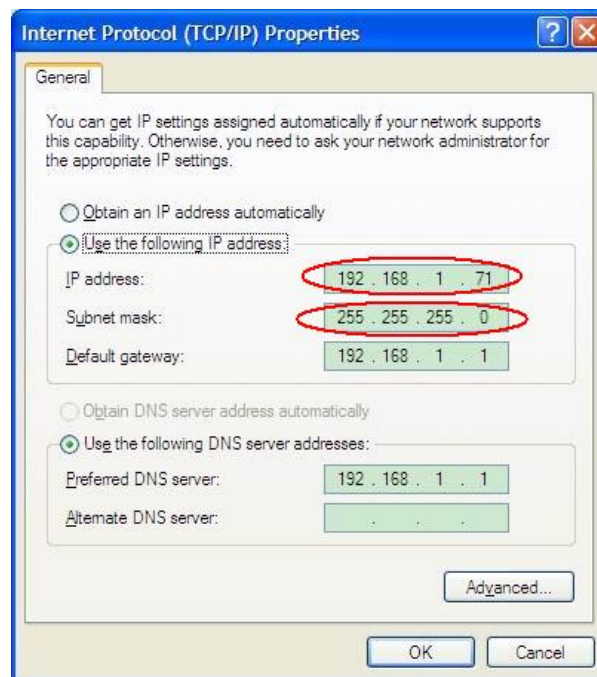 Internet Protocol (TCP/IP) Properties
General
You can get IP settings assigned automatically if your network supports
this capability. Otherwise, you need to ask your network administrator for
the appropriate IP settings.
Obtain an IP address automatically
Use the following IP address:
IP address: 192 . 168 . 1 . 71
Subnet mask: 255 . 255 . 255 . 0
Default gateway: 192 . 168 . 1 . 1
Obtain DNS server address automatically
Use the following DNS server addresses:
Preferred DNS server: 192 . 168 . 1 . 1
Alternate DNS server: . . .
Advanced...
OK Cancel